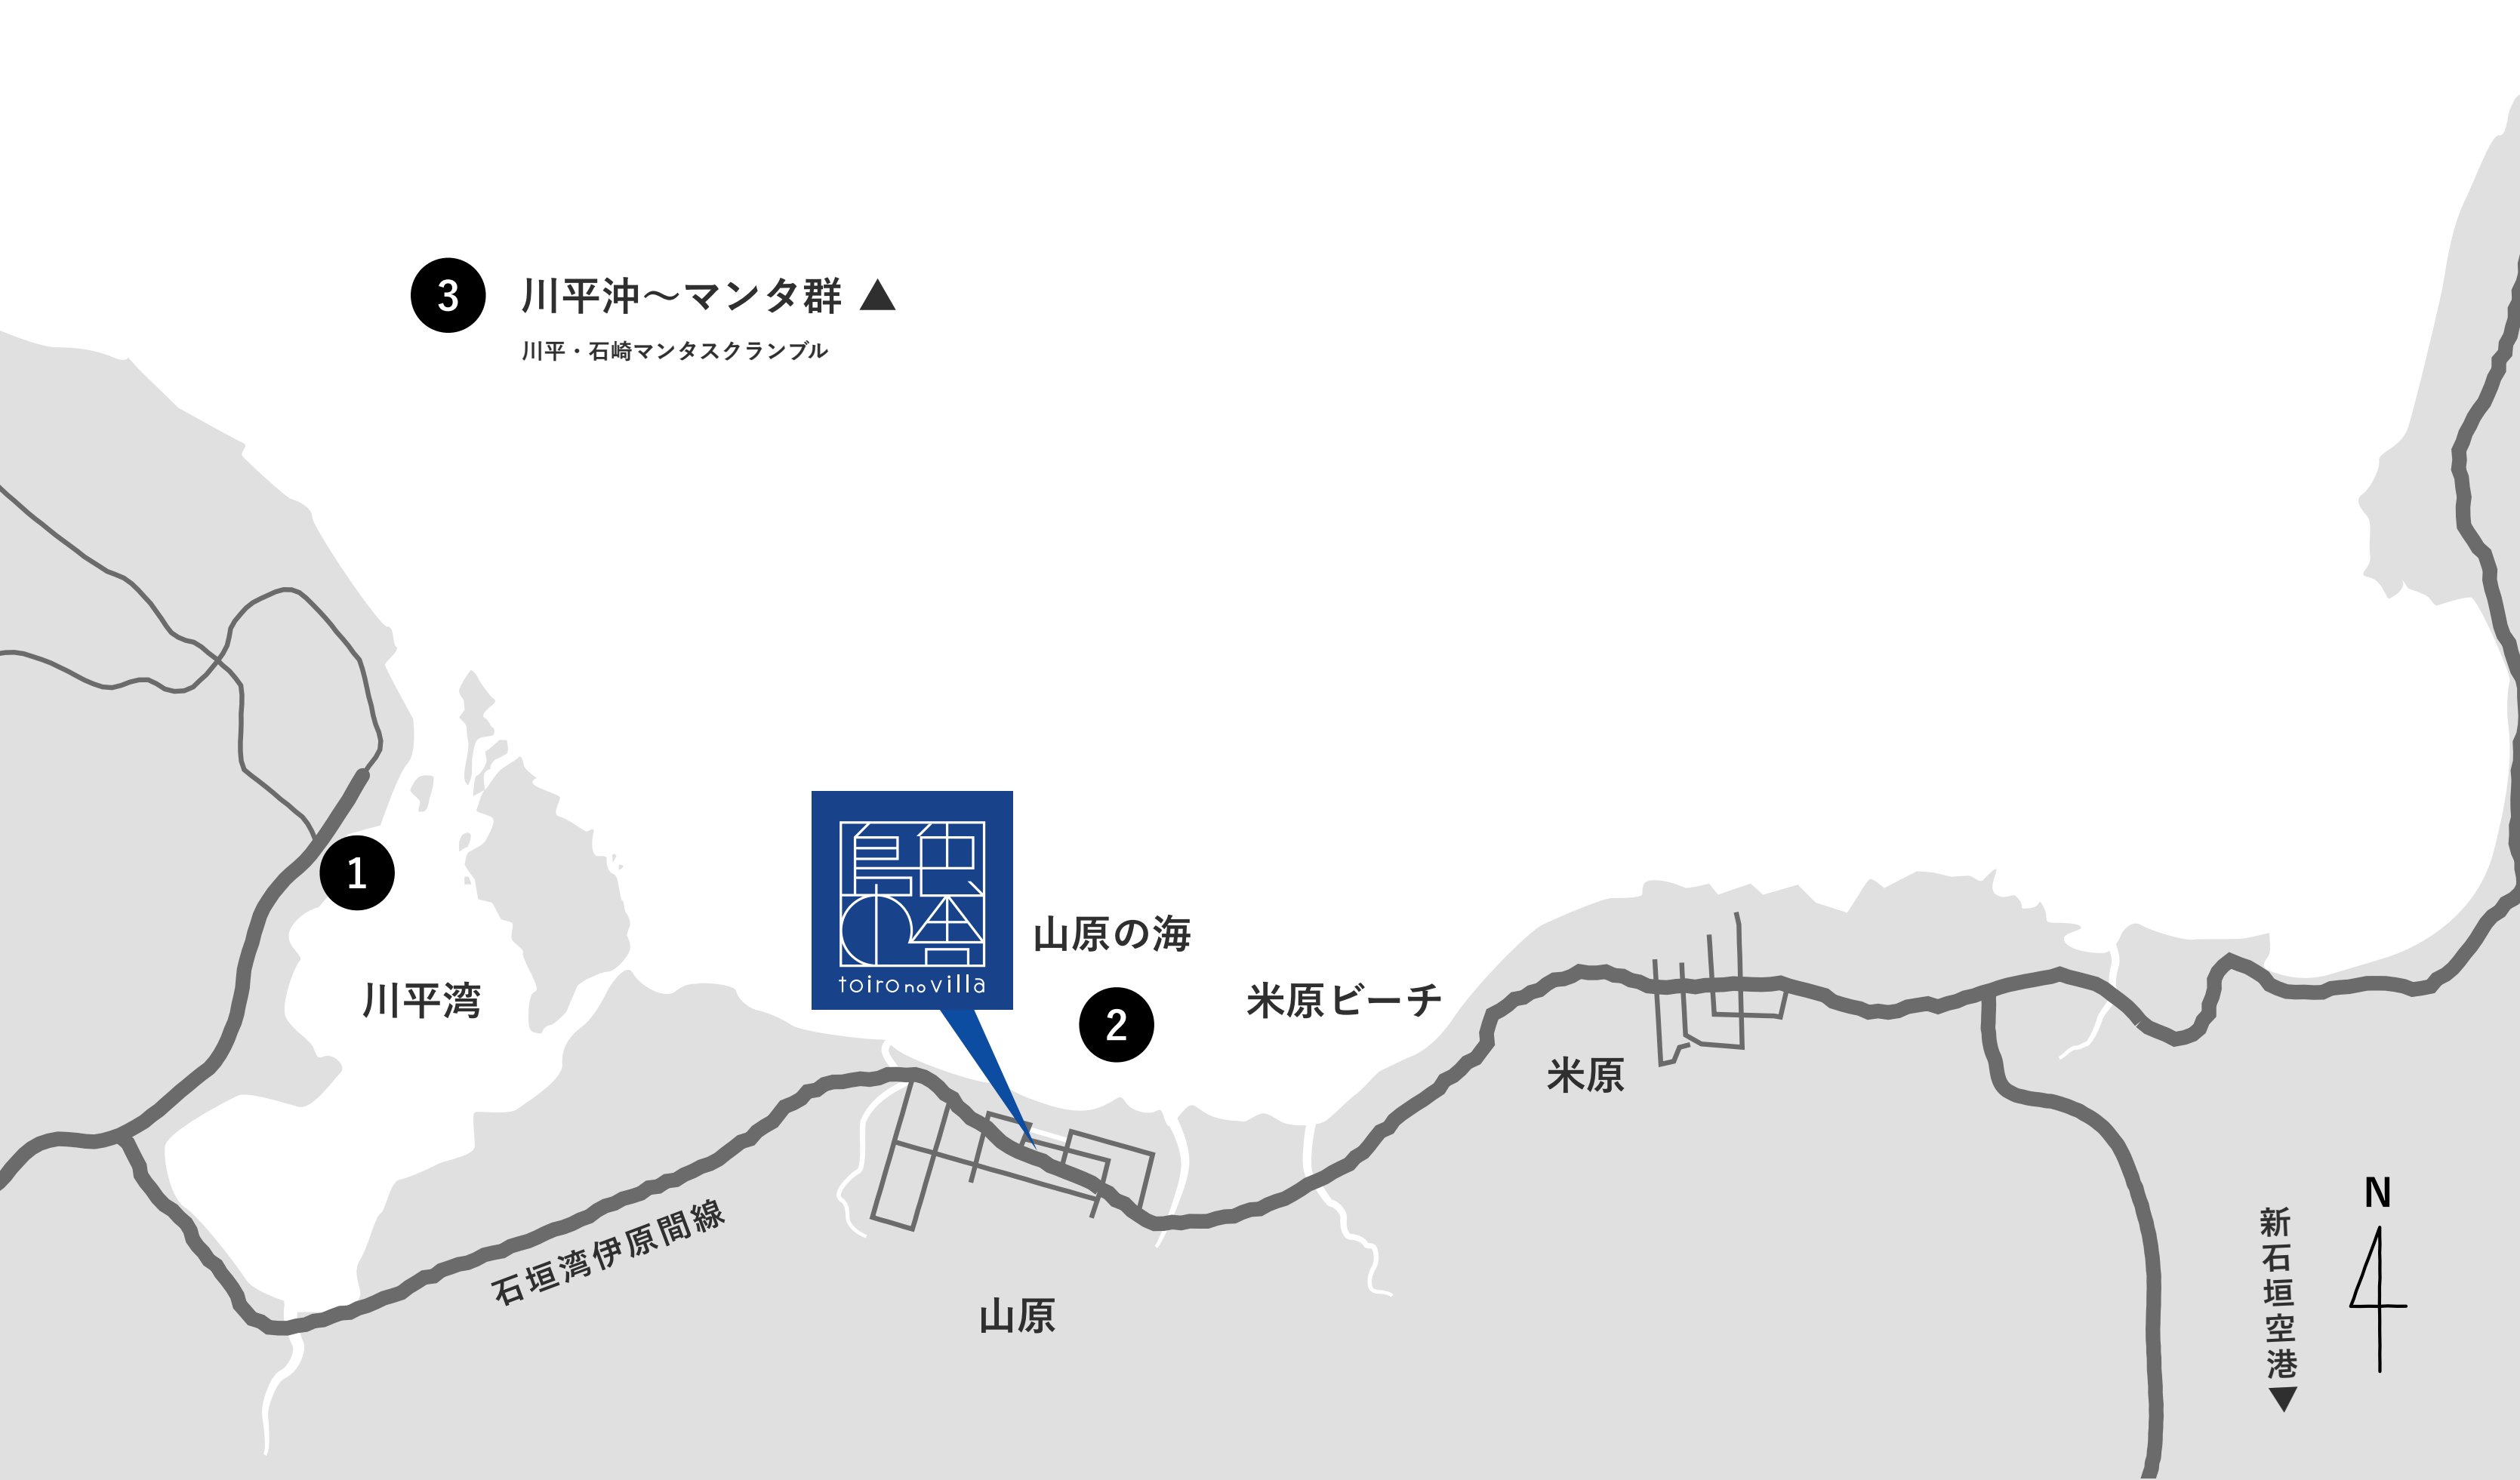 3 川平沖〜マンタ群 ▲
川平・石崎マンタスクランブル
1
川平湾
toiro no villa
山原の海
2
米原ビーチ
米原
石垣湾伊原間線
山原
N
新石垣空港▼